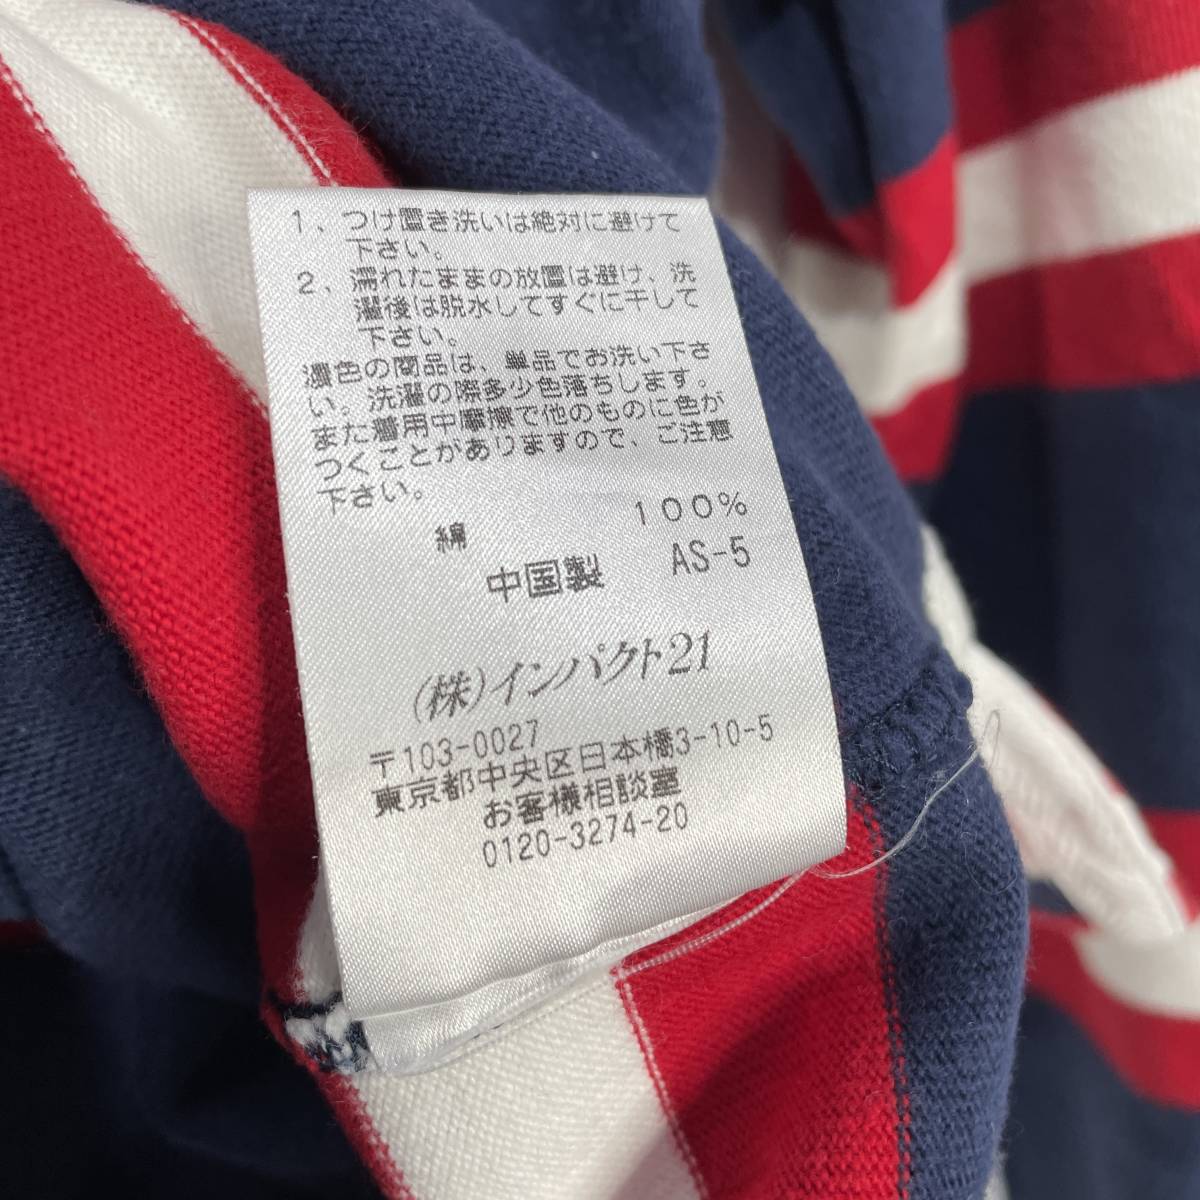 1、つけ置き洗いは絶対に避けて
下さい。
2、濡れたままの放置は避け、洗
濯後は脱水してすぐに干して
下さい。
濃色の商品は、単品でお洗い下さ
い。洗濯の際多少色落ちします。
また着用中摩擦で他のものに色が
つくことがありますので、ご注意
下さい。
綿 100%
中国製 AS-5
(株)インパクト21
〒103-0027
東京都中央区日本橋3-10-5
お客様相談室
0120-3274-20